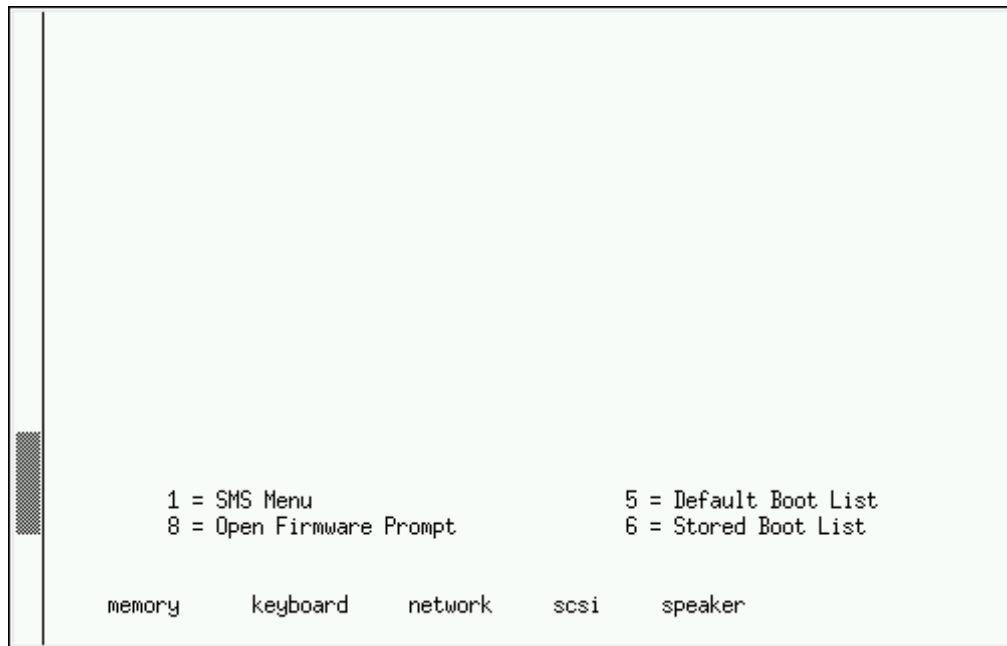 1 = SMS Menu 5 = Default Boot List
8 = Open Firmware Prompt 6 = Stored Boot List
memory keyboard network scsi speaker